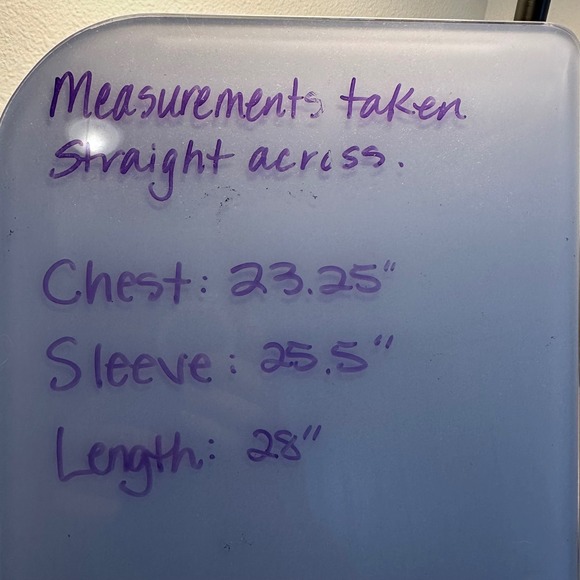 Measurements taken
straight across.
Chest: 23.25"
Sleeve: 25.5"
Length: 28"